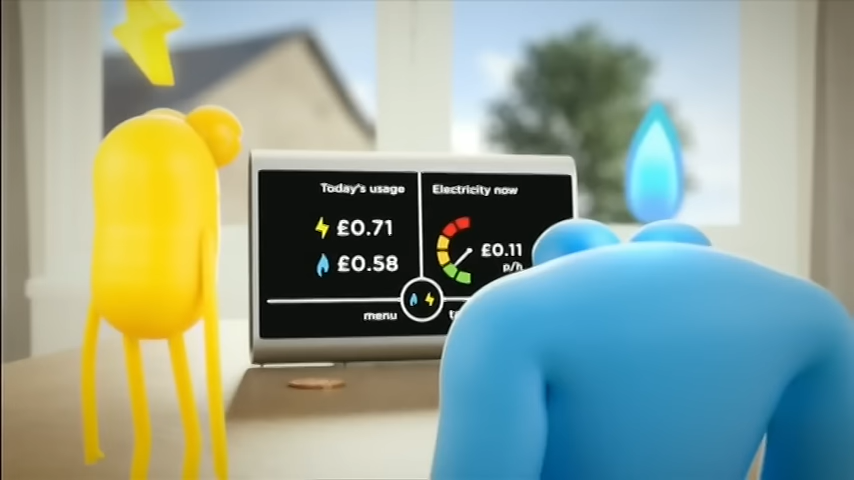 Today's usage
£0.71
£0.58
menu
Electricity now
£0.11
p/h